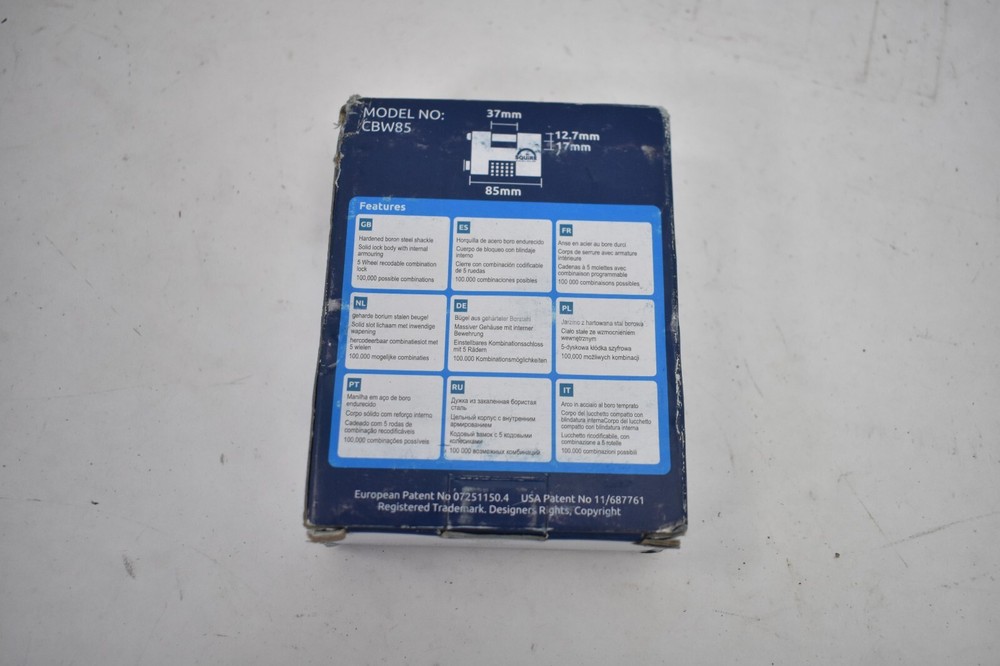 MODEL NO:
CBW85
37mm
12.7mm
17mm
SQUIRE
85mm
Features
GB
Hardened boron steel shackle
Solid lock body with internal
armouring
5 Wheel recodable combination
lock
100,000 possible combinations
ES
Horquilla de acero boro endurecido
Cuerpo de bloqueo con blindaje
interno
Cierre con combinación codificable
de 5 ruedas
100,000 combinaciones posibles
FR
Anse en acier au bore durci
Corps de serrure avec armature
intérieure
Cadenas à 5 molettes avec
combinaison programmable
100 000 combinaisons possibles
NL
geharde borium stalen beugel
Solid slot lichaam met inwendige
wapening
hercodeerbaar combinatieslot met
5 wielen
100,000 mogelijke combinaties
DE
Bügel aus gehärteter Borstahl
Massiver Gehäuse mit interner
Bewehrung
Einstellbares Kombinationsschloss
mit 5 Rädern
100,000 Kombinationsmöglichkeiten
PL
z hartowana stal borowa
Ciało stałe ze wzmocnieniem
wewnętrznym
5-dyskowa kłódka szyfrowa
100,000 możliwych kombinacji
PT
Manilha em aço de boro
endurecido
Corpo sólido com reforço interno
Cadeado com 5 rodas de
combinação recodificáveis
100,000 combinações possíveis
RU
Дужка из закаленная бористая
сталь
Цельный корпус с внутренним
армированием
Кодовый замок с 5 кодовыми
колесиками
100 000 возможных комбинаций
IT
Arco in acciaio al boro temprato
Corpo del lucchetto compatto con
blindatura internaCorpo del lucchetto
compatto con blindatura interna
Lucchetto ricodificabile, con
combinazione a 5 rotelle
100.000 combinazioni possibili
European Patent No 07251150.4 USA Patent No 11/687761
Registered Trademark. Designer, Rights, Copyright